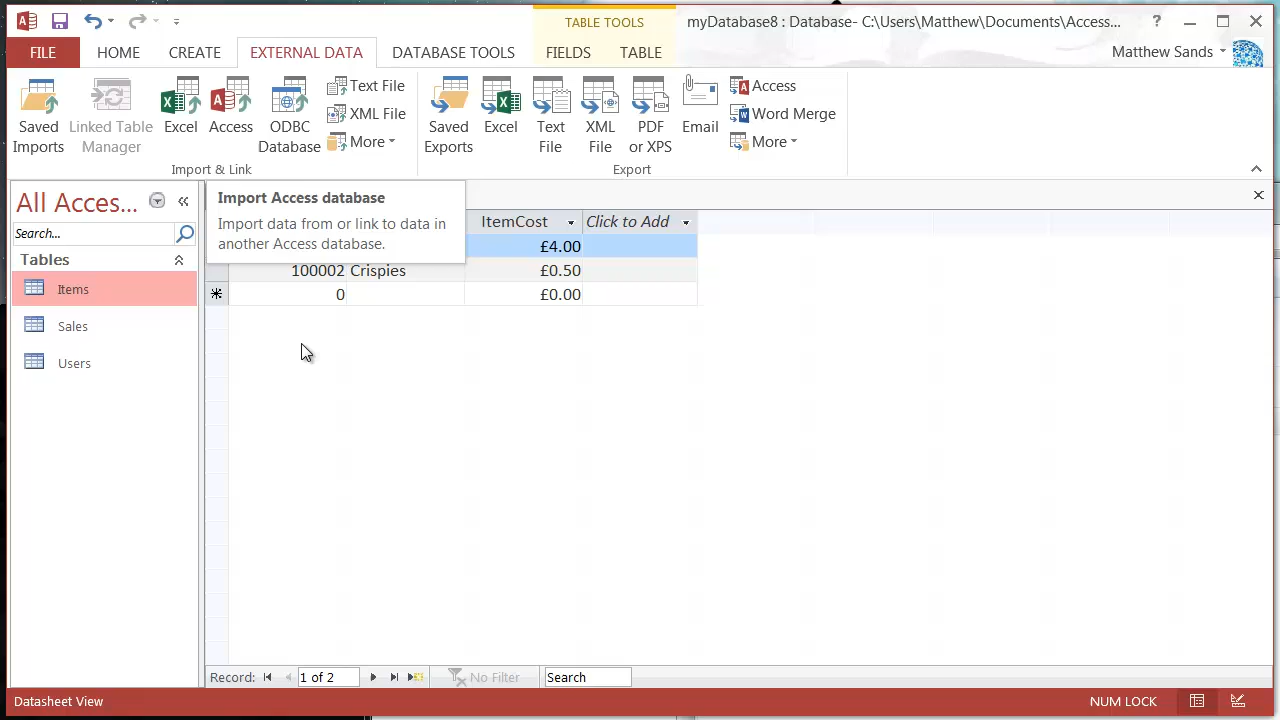 myDatabase8 : Database- C:\Users\Matthew\Documents\Access...
TABLE TOOLS
FILE HOME CREATE EXTERNAL DATA DATABASE TOOLS FIELDS TABLE
Matthew Sands
Saved Imports
Linked Table Manager
Excel
Access
ODBC Database
Text File
XML File
More
Import & Link
Saved Exports
Excel
Text File
XML File
PDF or XPS
Email
Access
Word Merge
More
Export
All Acces...
Search...
Tables
Items
Sales
Users
Import Access database
Import data from or link to data in
another Access database.
ItemCost Click to Add
£4.00
100002 Crispies £0.50
0 £0.00
Record: 1 of 2 No Filter Search
Datasheet View
NUM LOCK